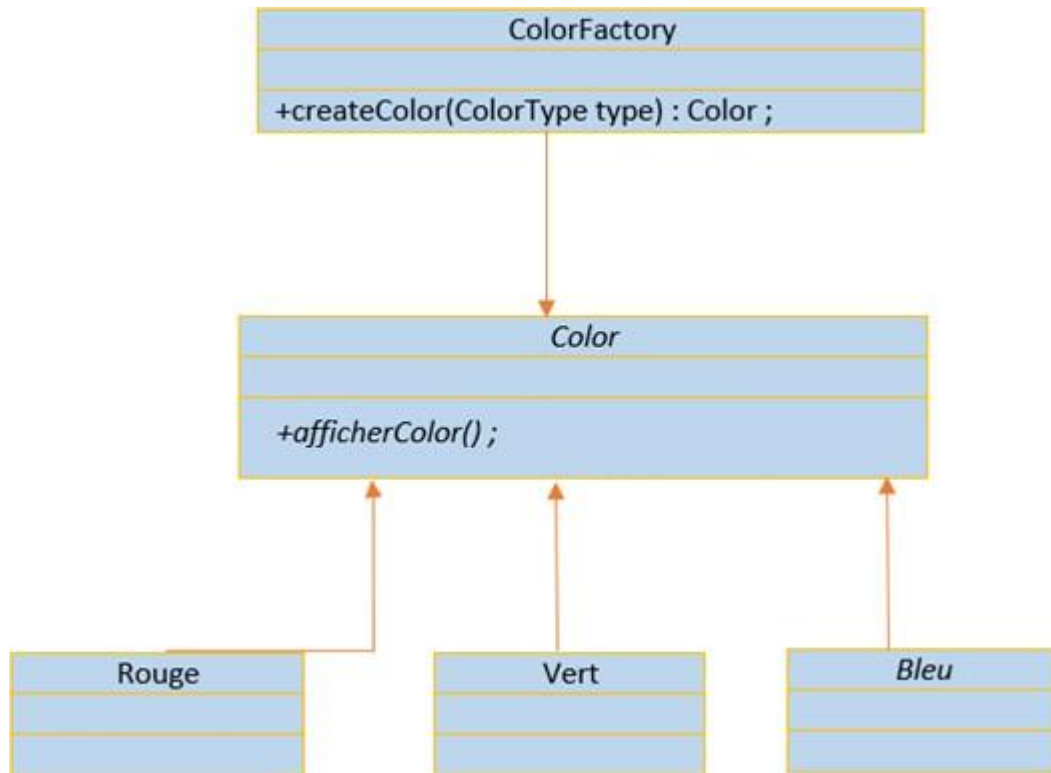 ColorFactory
+createColor(ColorType type) : Color ;
Color
+afficherColor() ;
Rouge
Vert
Bleu